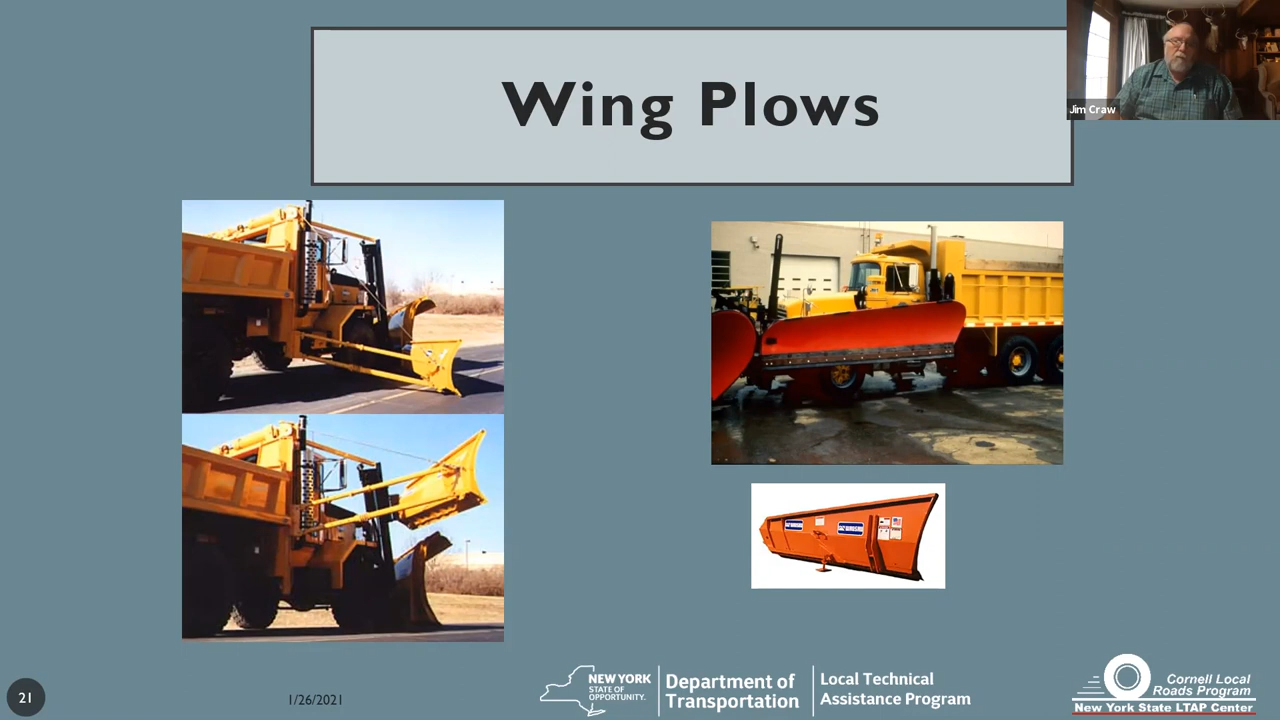 Wing Plows
Jim Craw
21
1/26/2021
NEW YORK
STATE OF
OPPORTUNITY.
Department of
Transportation
Local Technical
Assistance Program
Cornell Local
Roads Program
New York State LTAP Center